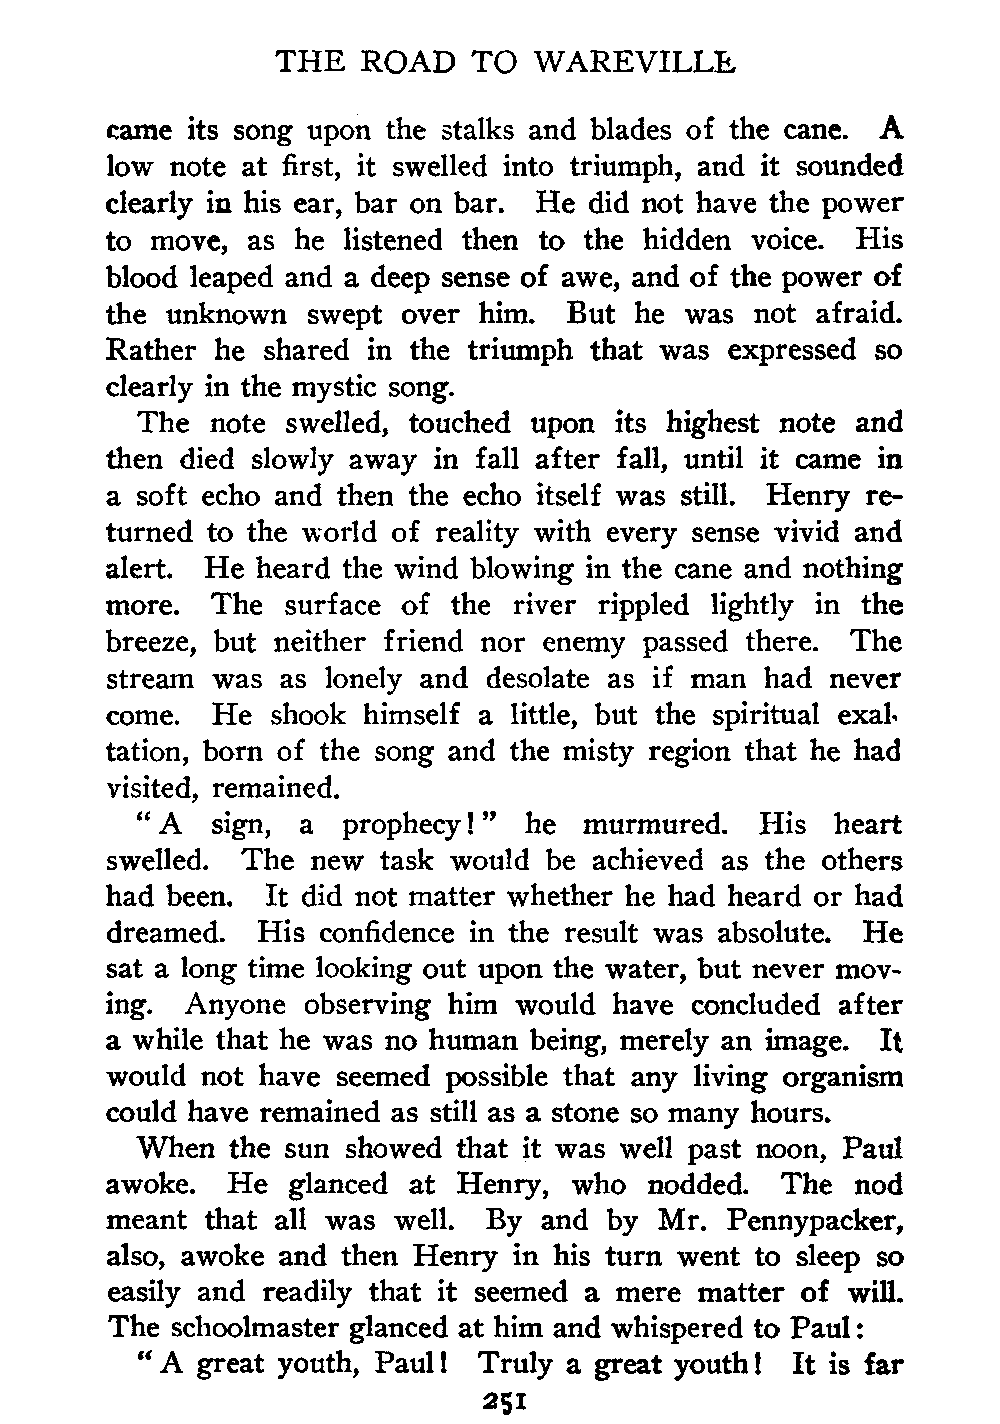 THE ROAD TO WAREVILLE
came its song upon the stalks and blades of the cane. A
low note at first, it swelled into triumph, and it sounded
clearly in his ear, bar on bar. He did not have the power
to move, as he listened then to the hidden voice. His
blood leaped and a deep sense of awe, and of the power of
the unknown swept over him. But he was not afraid.
Rather he shared in the triumph that was expressed so
clearly in the mystic song.
The note swelled, touched upon its highest note and
then died slowly away in fall after fall, until it came in
a soft echo and then the echo itself was still. Henry re-
turned to the world of reality with every sense vivid and
alert. He heard the wind blowing in the cane and nothing
more. The surface of the river rippled lightly in the
breeze, but neither friend nor enemy passed there. The
stream was as lonely and desolate as if man had never
come. He shook himself a little, but the spiritual exal-
tation, born of the song and the misty region that he had
visited, remained.
“A sign, a prophecy!” he murmured. His heart
swelled. The new task would be achieved as the others
had been. It did not matter whether he had heard or had
dreamed. His confidence in the result was absolute. He
sat a long time looking out upon the water, but never mov-
ing. Anyone observing him would have concluded after
a while that he was no human being, merely an image. It
would not have seemed possible that any living organism
could have remained as still as a stone so many hours.
When the sun showed that it was well past noon, Paul
awoke. He glanced at Henry, who nodded. The nod
meant that all was well. By and by Mr. Pennypacker,
also, awoke and then Henry in his turn went to sleep so
easily and readily that it seemed a mere matter of will.
The schoolmaster glanced at him and whispered to Paul:
“A great youth, Paul! Truly a great youth! It is far
251